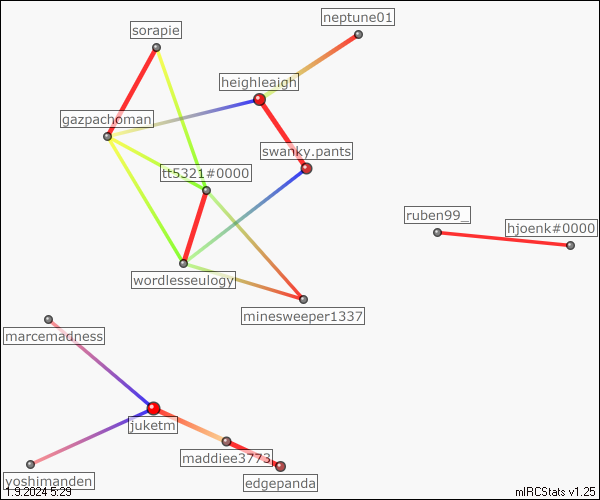 neptune01
sorapie
heighleaigh
gazpachoman
swanky.pants
tt5321#0000
ruben99_
hjoenk#0000
wordlesseulogy
minesweeper1337
marcemadness
juketm
maddiee3773
yoshimanden
edgepanda
1.9.2024 5:29
mIRCStats v1.25